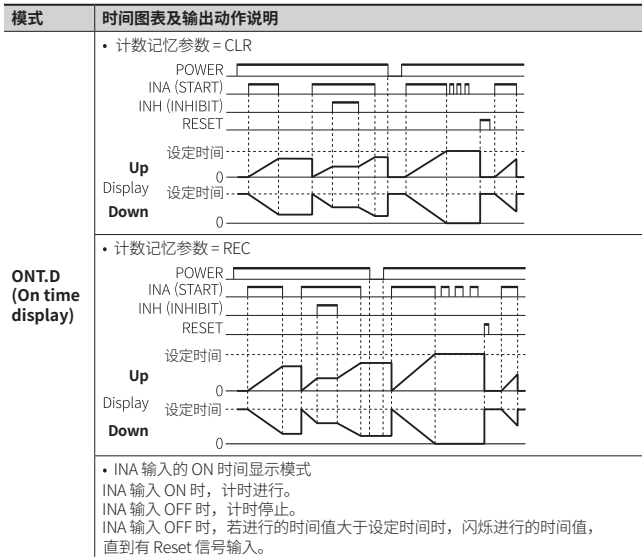 模式 时间图表及输出动作说明
• 计数记忆参数 = CLR
POWER
INA (START)
INH (INHIBIT)
RESET
设定时间
Up
0
Display 设定时间
Down
0
ONT.D
(On time
display)
• 计数记忆参数 = REC
POWER
INA (START)
INH (INHIBIT)
RESET
设定时间
Up
0
Display 设定时间
Down
0
• INA 输入的 ON 时间显示模式
INA 输入 ON 时，计时进行。
INA 输入 OFF 时，计时停止。
INA 输入 OFF 时，若进行的时间值大于设定时间时，闪烁进行的时间值，
直到有 Reset 信号输入。